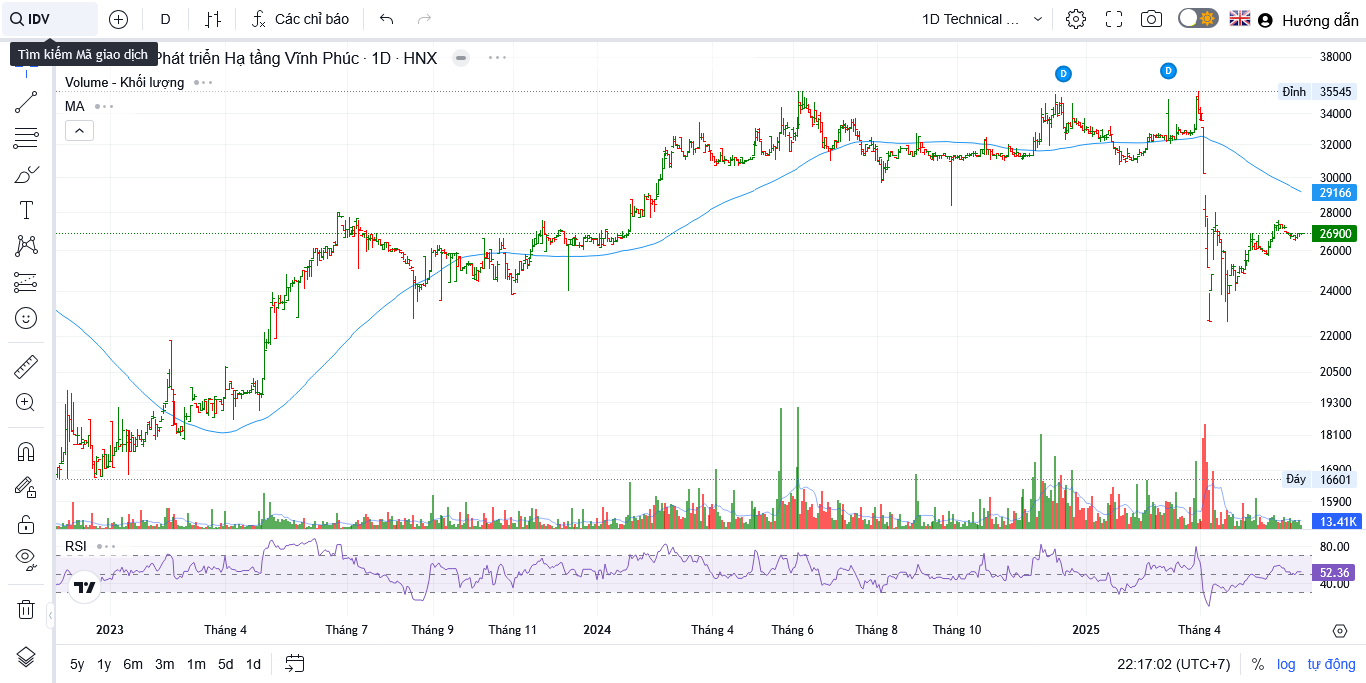 IDV
D
Các chỉ báo
1D Technical ...
Hướng dẫn
Tìm kiếm Mã giao dịch
Phát triển Hạ tầng Vĩnh Phúc · 1D · HNX
Volume - Khối lượng
MA
D
D
38000
Đỉnh 35545
34000
32000
30000
29166
28000
26900
26000
24000
22000
20500
19300
18100
16900
Đáy 16601
15900
13.41K
RSI
80.00
52.36
40.00
2023
Tháng 4
Tháng 7
Tháng 9
Tháng 11
2024
Tháng 4
Tháng 6
Tháng 8
Tháng 10
2025
Tháng 4
5y 1y 6m 3m 1m 5d 1d
22:17:02 (UTC+7)
% log tự động